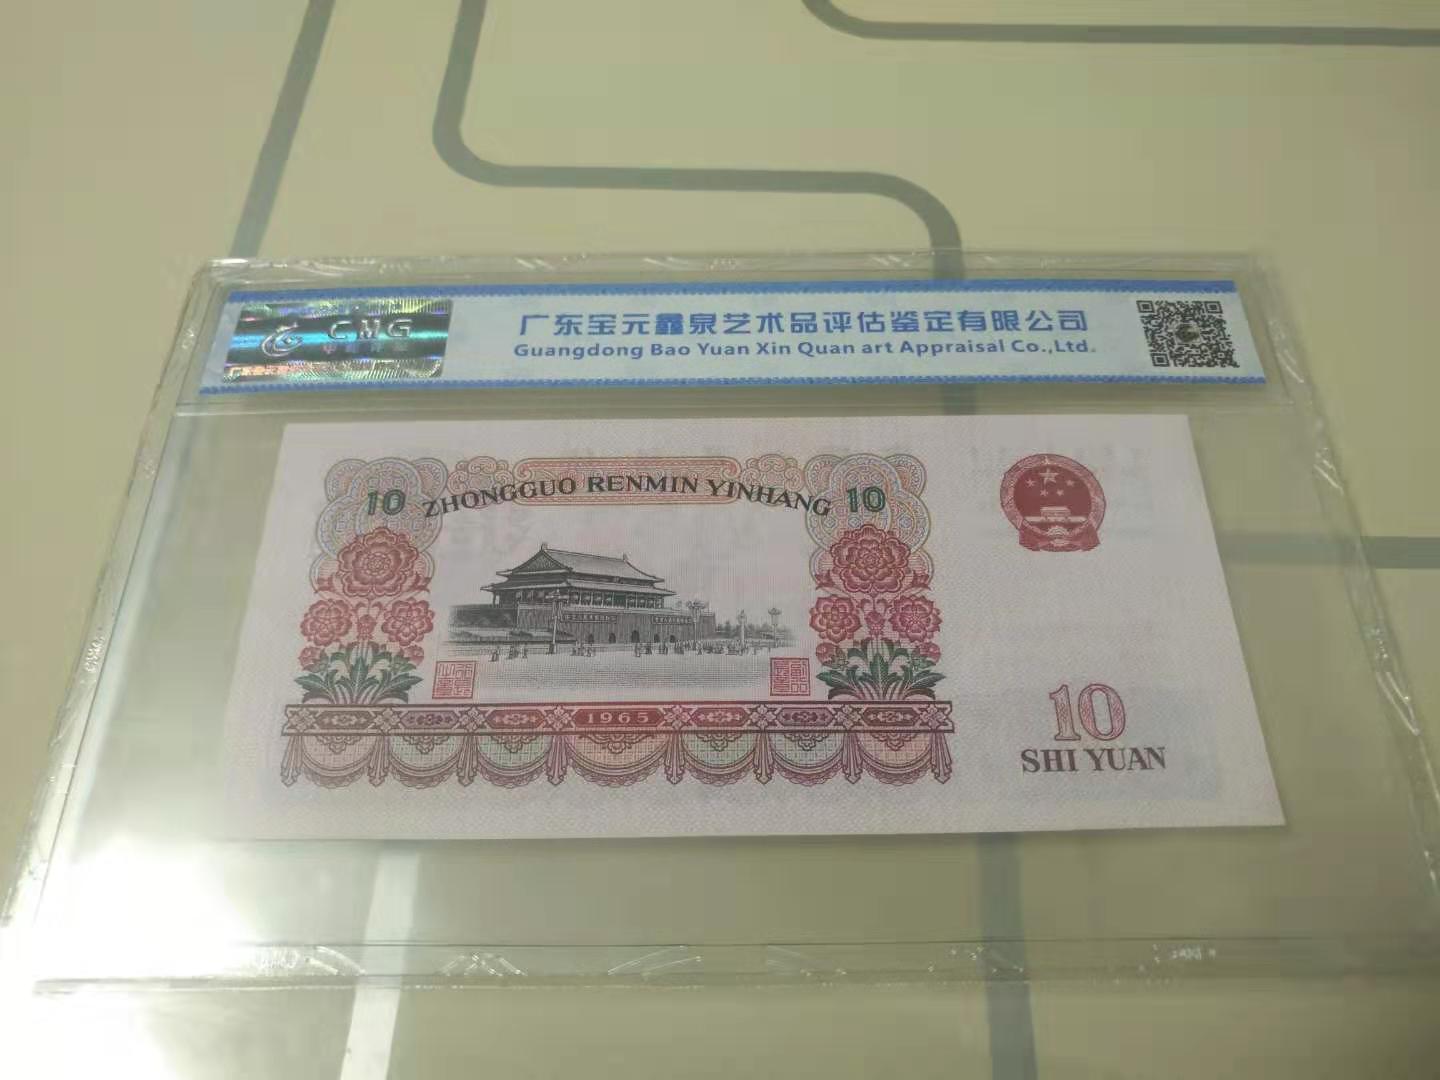 CMG
广东宝元鑫泉艺术品评估鉴定有限公司
Guangdong Bao Yuan Xin Quan art Appraisal Co.,Ltd.
10 ZHONGGUO RENMIN YINHANG 10
1965
10
SHI YUAN